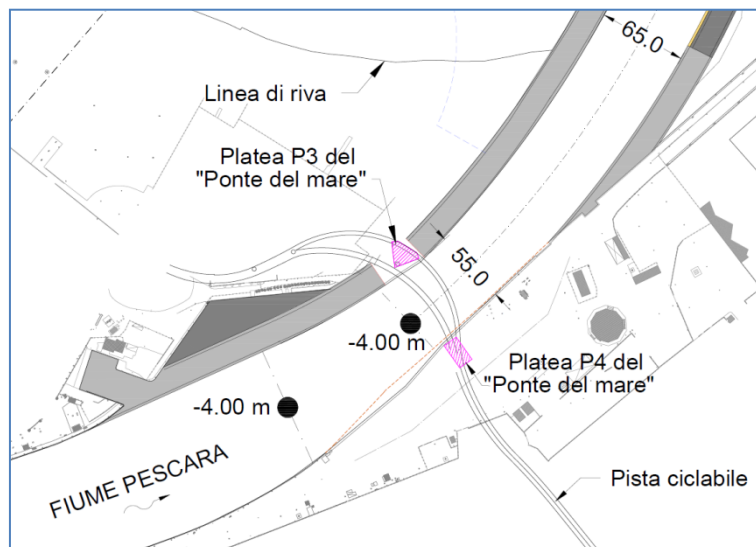 65.0
Linea di riva
Platea P3 del
"Ponte del mare"
55.0
-4.00 m
Platea P4 del
"Ponte del mare"
-4.00 m
FIUME PESCARA
Pista ciclabile